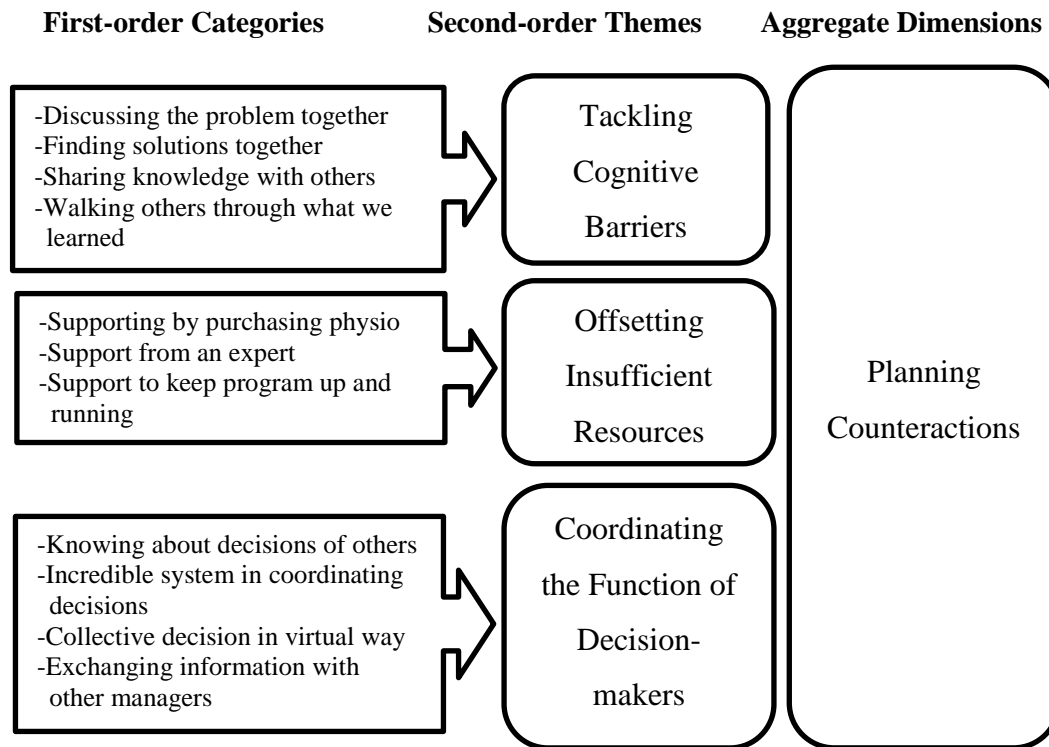 First-order Categories
Second-order Themes
Aggregate Dimensions
-Discussing the problem together
-Finding solutions together
-Sharing knowledge with others
-Walking others through what we
learned
Tackling
Cognitive
Barriers
-Supporting by purchasing physio
-Support from an expert
-Support to keep program up and
running
Offsetting
Insufficient
Resources
-Knowing about decisions of others
-Incredible system in coordinating
decisions
-Collective decision in virtual way
-Exchanging information with
other managers
Coordinating
the Function of
Decision-
makers
Planning
Counteractions